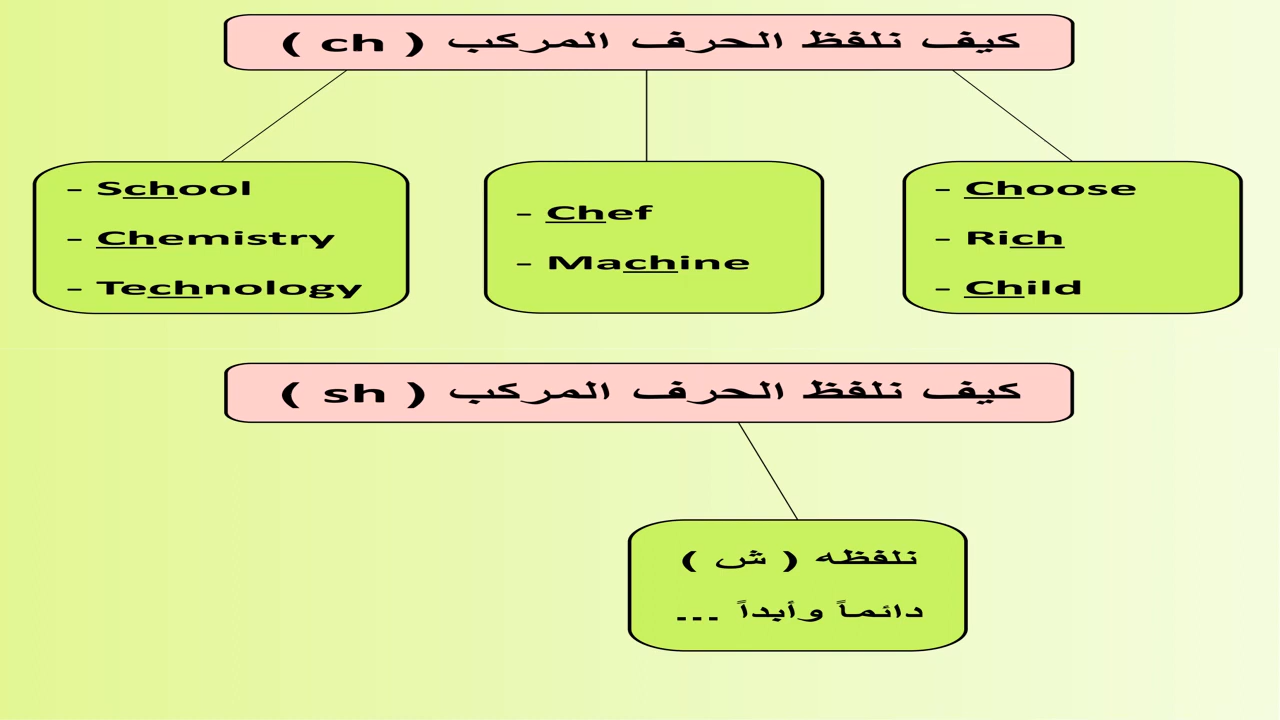 كيف نلفظ الحرف المركب ( ch )
- School
- Chemistry
- Technology
- Chef
- Machine
- Choose
- Rich
- Child
كيف نلفظ الحرف المركب ( sh )
نلفظه ( ش )
دائماً وأبداً ...